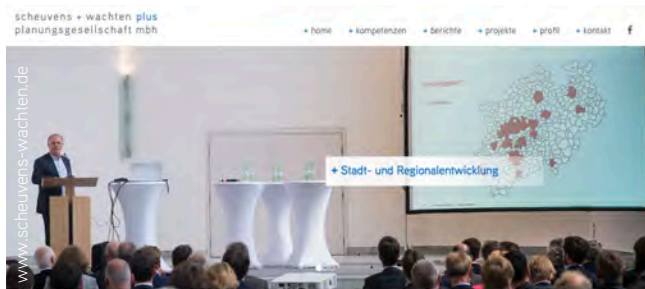 scheuvens + wachten plus
planungsgesellschaft mbh
+ home + kompetenzen + berichte + projekte + profil + kontakt f
www.scheuvens-wachten.de
+ Stadt- und Regionalentwicklung